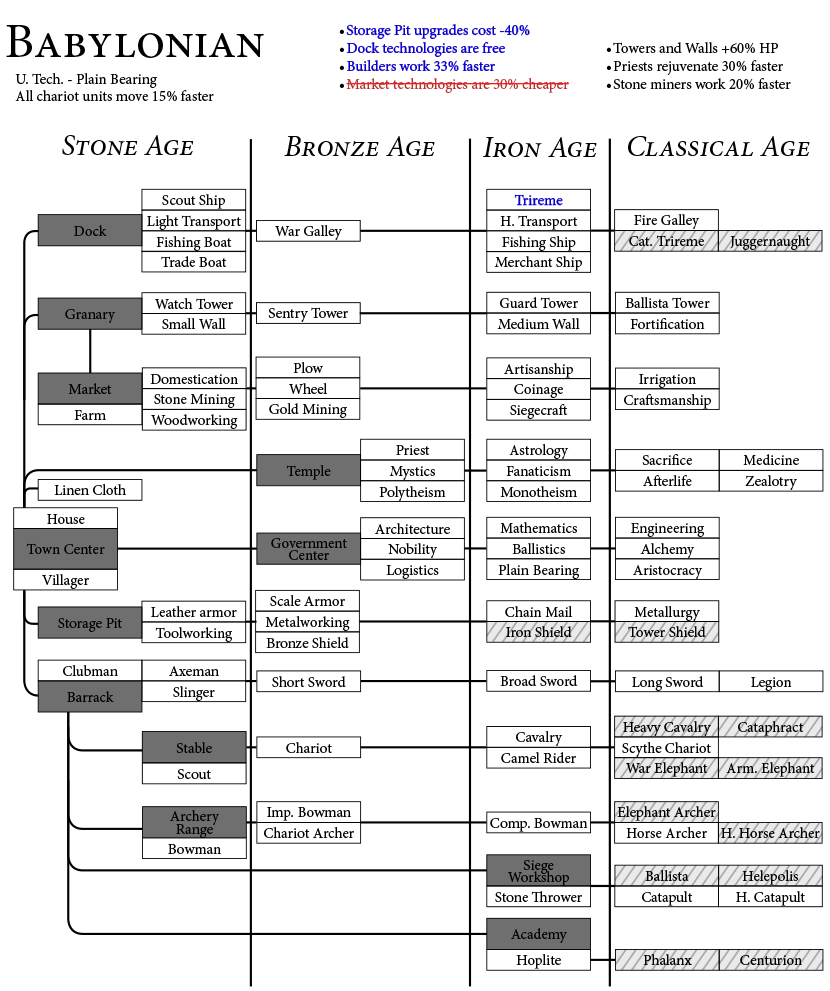 BABYLONIAN
U. Tech. - Plain Bearing
All chariot units move 15% faster
•Storage Pit upgrades cost -40%
•Dock technologies are free
•Builders work 33% faster
•Market technologies are 30% cheaper
•Towers and Walls +60% HP
•Priests rejuvenate 30% faster
•Stone miners work 20% faster
STONE AGE
BRONZE AGE
IRON AGE
CLASSICAL AGE
Dock
Scout Ship
Light Transport
Fishing Boat
Trade Boat
War Galley
Trireme
H. Transport
Fishing Ship
Merchant Ship
Fire Galley
Cat. Trireme
Juggernaught
Granary
Watch Tower
Small Wall
Sentry Tower
Guard Tower
Medium Wall
Ballista Tower
Fortification
Market
Farm
Domestication
Stone Mining
Woodworking
Plow
Wheel
Gold Mining
Artisanship
Coinage
Siegecraft
Irrigation
Craftsmanship
Temple
Priest
Mystics
Polytheism
Astrology
Fanaticism
Monotheism
Sacrifice
Medicine
Afterlife
Zealotry
Linen Cloth
House
Town Center
Villager
Government
Center
Architecture
Nobility
Logistics
Mathematics
Ballistics
Plain Bearing
Engineering
Alchemy
Aristocracy
Storage Pit
Leather armor
Toolworking
Scale Armor
Metalworking
Bronze Shield
Chain Mail
Iron Shield
Metallurgy
Tower Shield
Clubman
Barrack
Axeman
Slinger
Short Sword
Broad Sword
Long Sword
Legion
Stable
Scout
Chariot
Cavalry
Camel Rider
Heavy Cavalry
Cataphract
Scythe Chariot
War Elephant
Arm. Elephant
Archery
Range
Bowman
Imp. Bowman
Chariot Archer
Comp. Bowman
Elephant Archer
Horse Archer
H. Horse Archer
Siege
Workshop
Stone Thrower
Ballista
Helepolis
Catapult
H. Catapult
Academy
Hoplite
Phalanx
Centurion